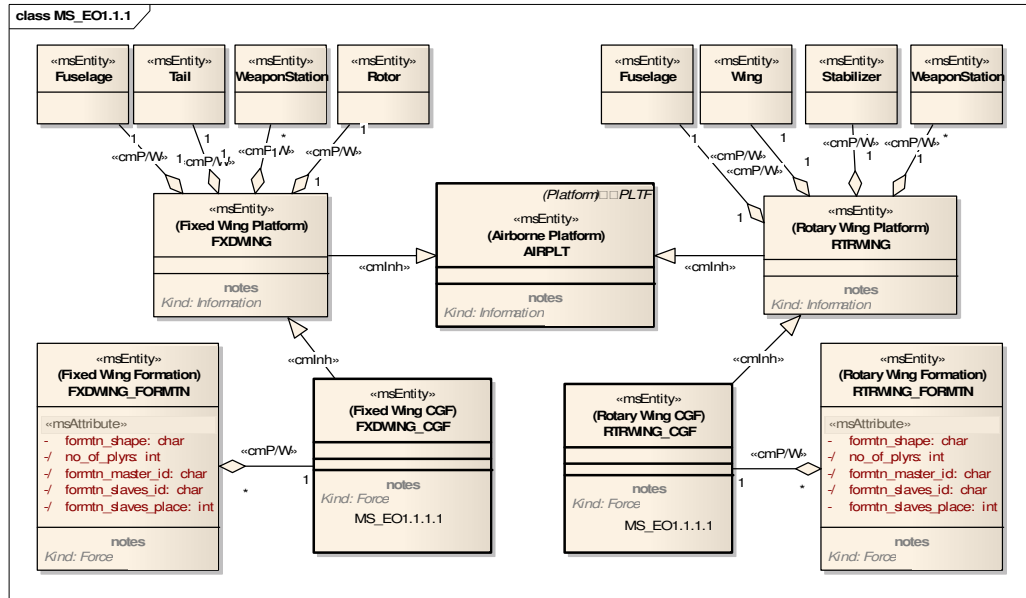 class MS_EO1.1.1
«msEntity»
Fuselage
«msEntity»
Tail
«msEntity»
WeaponStation
«msEntity»
Rotor
«msEntity»
Fuselage
«msEntity»
Wing
«msEntity»
Stabilizer
«msEntity»
WeaponStation
1
1
*
1
«cmP/W»
1
«cmP/W»
1
«cmP/W»
1
«cmP/W»
1
1
1
1
*
«cmP/W»
«cmP/W»
«cmP/W»
«cmP/W»
1
1
1
1
«msEntity»
(Fixed Wing Platform)
FXDWING
notes
Kind: Information
«cmInh»
(Platform)□□PLTF
«msEntity»
(Airborne Platform)
AIRPLT
notes
Kind: Information
«cmInh»
«msEntity»
(Rotary Wing Platform)
RTRWING
notes
Kind: Information
«cmInh»
«cmInh»
«msEntity»
(Fixed Wing Formation)
FXDWING_FORMTN
«msAttribute»
- formtn_shape: char
-/ no_of_plyrs: int
-/ formtn_master_id: char
-/ formtn_slaves_id: char
-/ formtn_slaves_place: int
notes
Kind: Force
«cmP/W»
*
1
«msEntity»
(Fixed Wing CGF)
FXDWING_CGF
notes
Kind: Force
MS_EO1.1.1.1
«msEntity»
(Rotary Wing CGF)
RTRWING_CGF
notes
Kind: Force
MS_EO1.1.1.1
«cmP/W»
1
*
«msEntity»
(Rotary Wing Formation)
RTRWING_FORMTN
«msAttribute»
- formtn_shape: char
-/ no_of_plyrs: int
-/ formtn_master_id: char
-/ formtn_slaves_id: char
- formtn_slaves_place: int
notes
Kind: Force